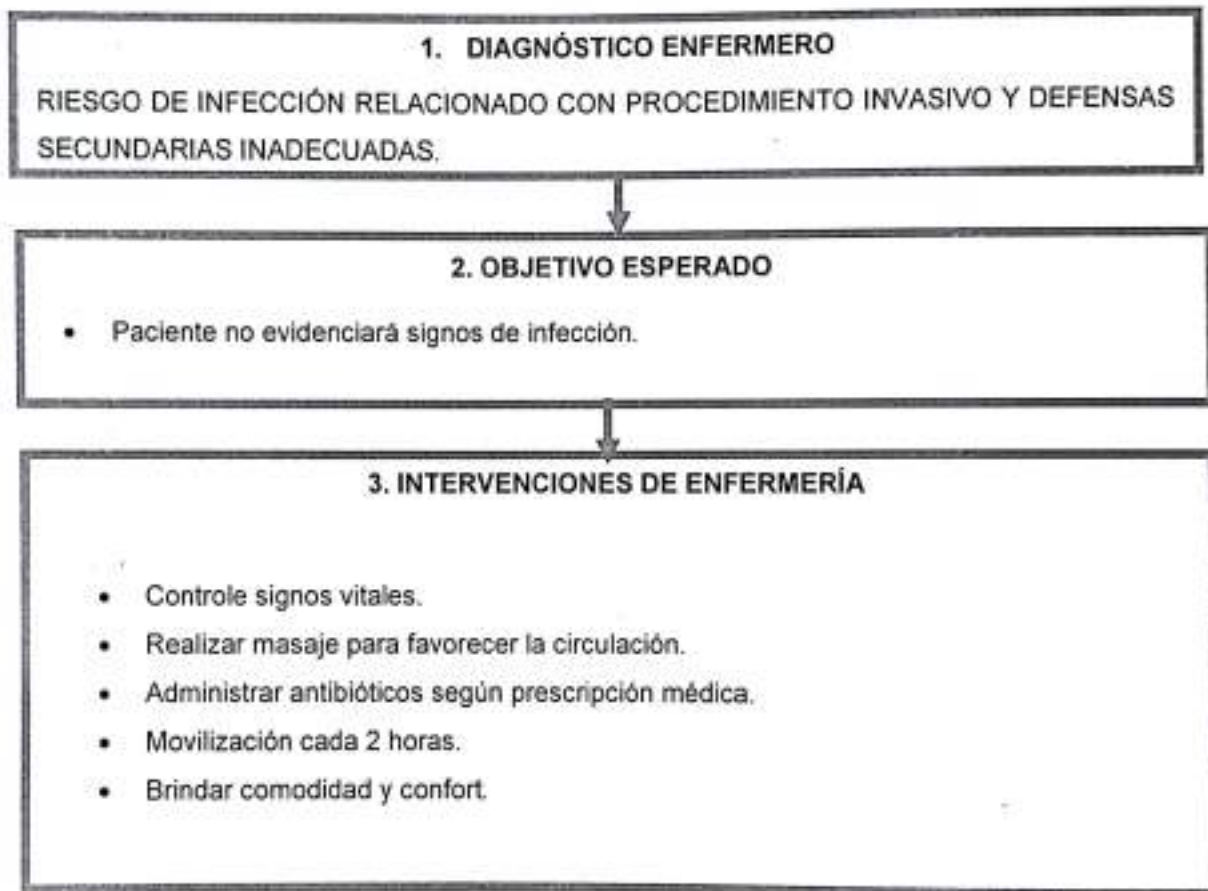 1. DIAGNÓSTICO ENFERMERO
RIESGO DE INFECCIÓN RELACIONADO CON PROCEDIMIENTO INVASIVO Y DEFENSAS
SECUNDARIAS INADECUADAS.
2. OBJETIVO ESPERADO
• Paciente no evidenciará signos de infección.
3. INTERVENCIONES DE ENFERMERÍA
• Controle signos vitales.
• Realizar masaje para favorecer la circulación.
• Administrar antibióticos según prescripción médica.
• Movilización cada 2 horas.
• Brindar comodidad y confort.